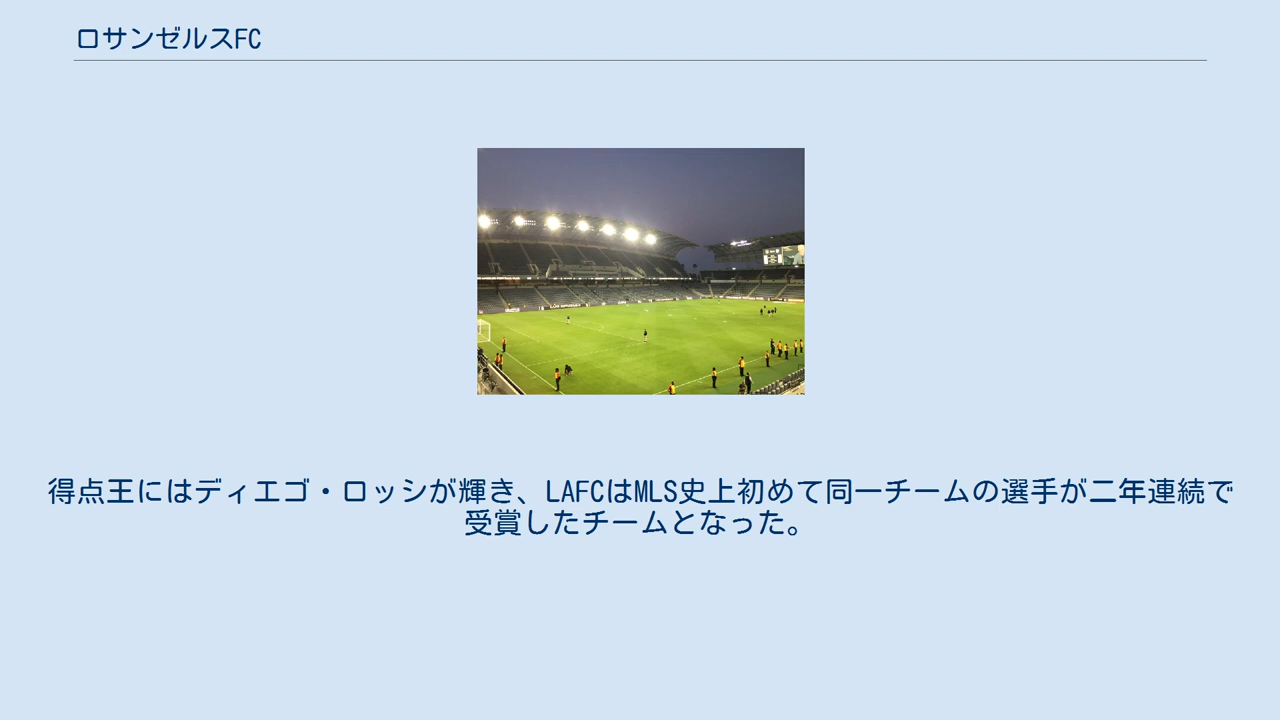 ロサンゼルスFC
得点王にはディエゴ・ロッシが輝き、LAFCはMLS史上初めて同一チームの選手が二年連続で
受賞したチームとなった。